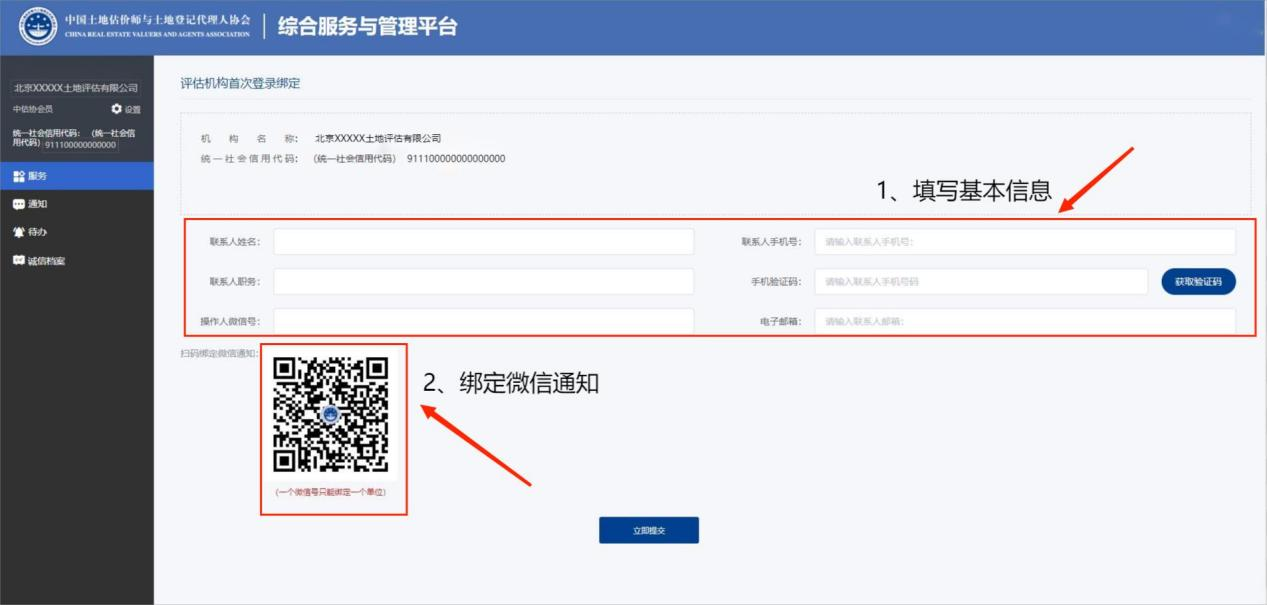 中国土地估价师与土地登记代理人协会
CHINA REAL ESTATE VALUERS AND AGENTS ASSOCIATION
综合服务与管理平台
北京XXXXX土地评估有限公司
中估协会员 设置
统一社会信用代码：（统一社会信
用代码）911100000000000
服务
通知
待办
诚信档案
评估机构首次登录绑定
机构名称： 北京XXXXX土地评估有限公司
统一社会信用代码： （统一社会信用代码） 911100000000000000
1、填写基本信息
联系人姓名： 联系人手机号： 请输入联系人手机号：
联系人职务： 手机验证码： 请输入联系人手机号码 获取验证码
操作人微信号： 电子邮箱： 请输入联系人邮箱：
扫码绑定微信通知：
2、绑定微信通知
（一个微信号只能绑定一个单位）
立即提交